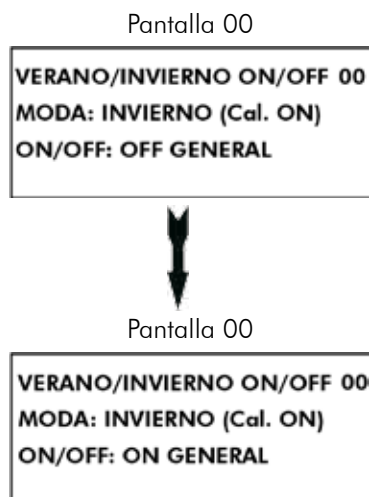 Pantalla 00
VERANO/INVIERNO ON/OFF 00
MODA: INVIERNO (Cal. ON)
ON/OFF: OFF GENERAL
Pantalla 00
VERANO/INVIERNO ON/OFF 00
MODA: INVIERNO (Cal. ON)
ON/OFF: ON GENERAL